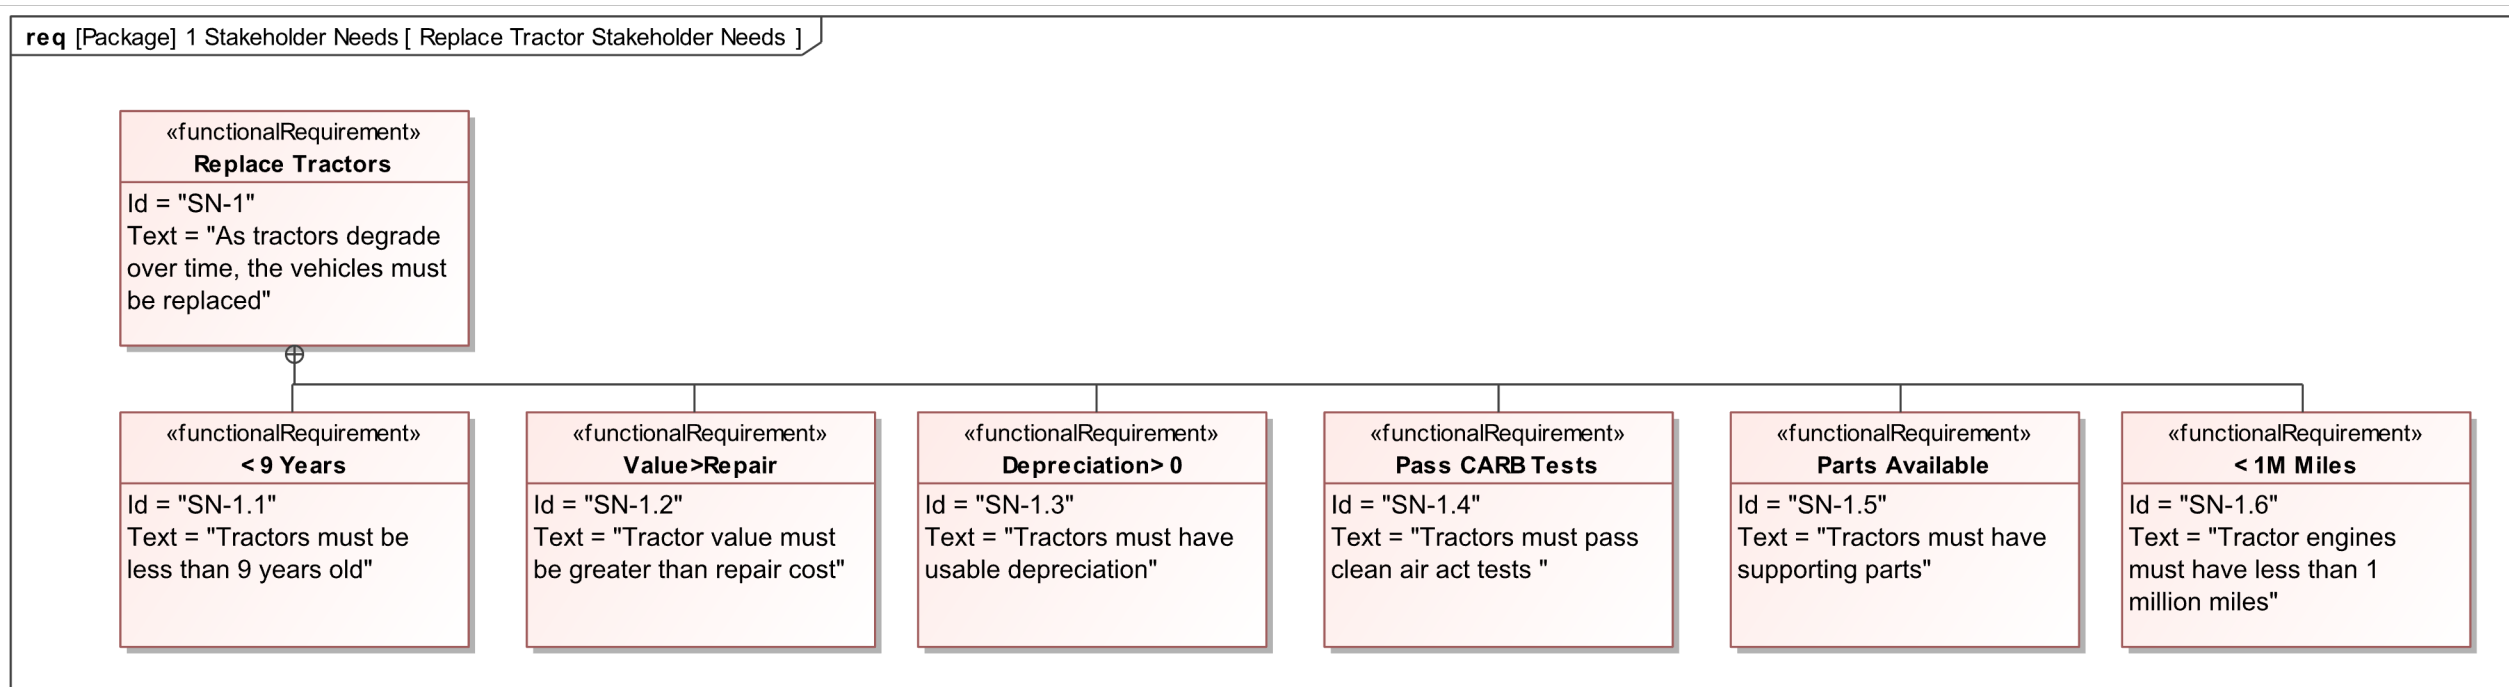 req [Package] 1 Stakeholder Needs [ Replace Tractor Stakeholder Needs ]
«functionalRequirement»
Replace Tractors
Id = "SN-1"
Text = "As tractors degrade
over time, the vehicles must
be replaced"
«functionalRequirement»
< 9 Years
Id = "SN-1.1"
Text = "Tractors must be
less than 9 years old"
«functionalRequirement»
Value>Repair
Id = "SN-1.2"
Text = "Tractor value must
be greater than repair cost"
«functionalRequirement»
Depreciation> 0
Id = "SN-1.3"
Text = "Tractors must have
usable depreciation"
«functionalRequirement»
Pass CARB Tests
Id = "SN-1.4"
Text = "Tractors must pass
clean air act tests "
«functionalRequirement»
Parts Available
Id = "SN-1.5"
Text = "Tractors must have
supporting parts"
«functionalRequirement»
< 1M Miles
Id = "SN-1.6"
Text = "Tractor engines
must have less than 1
million miles"